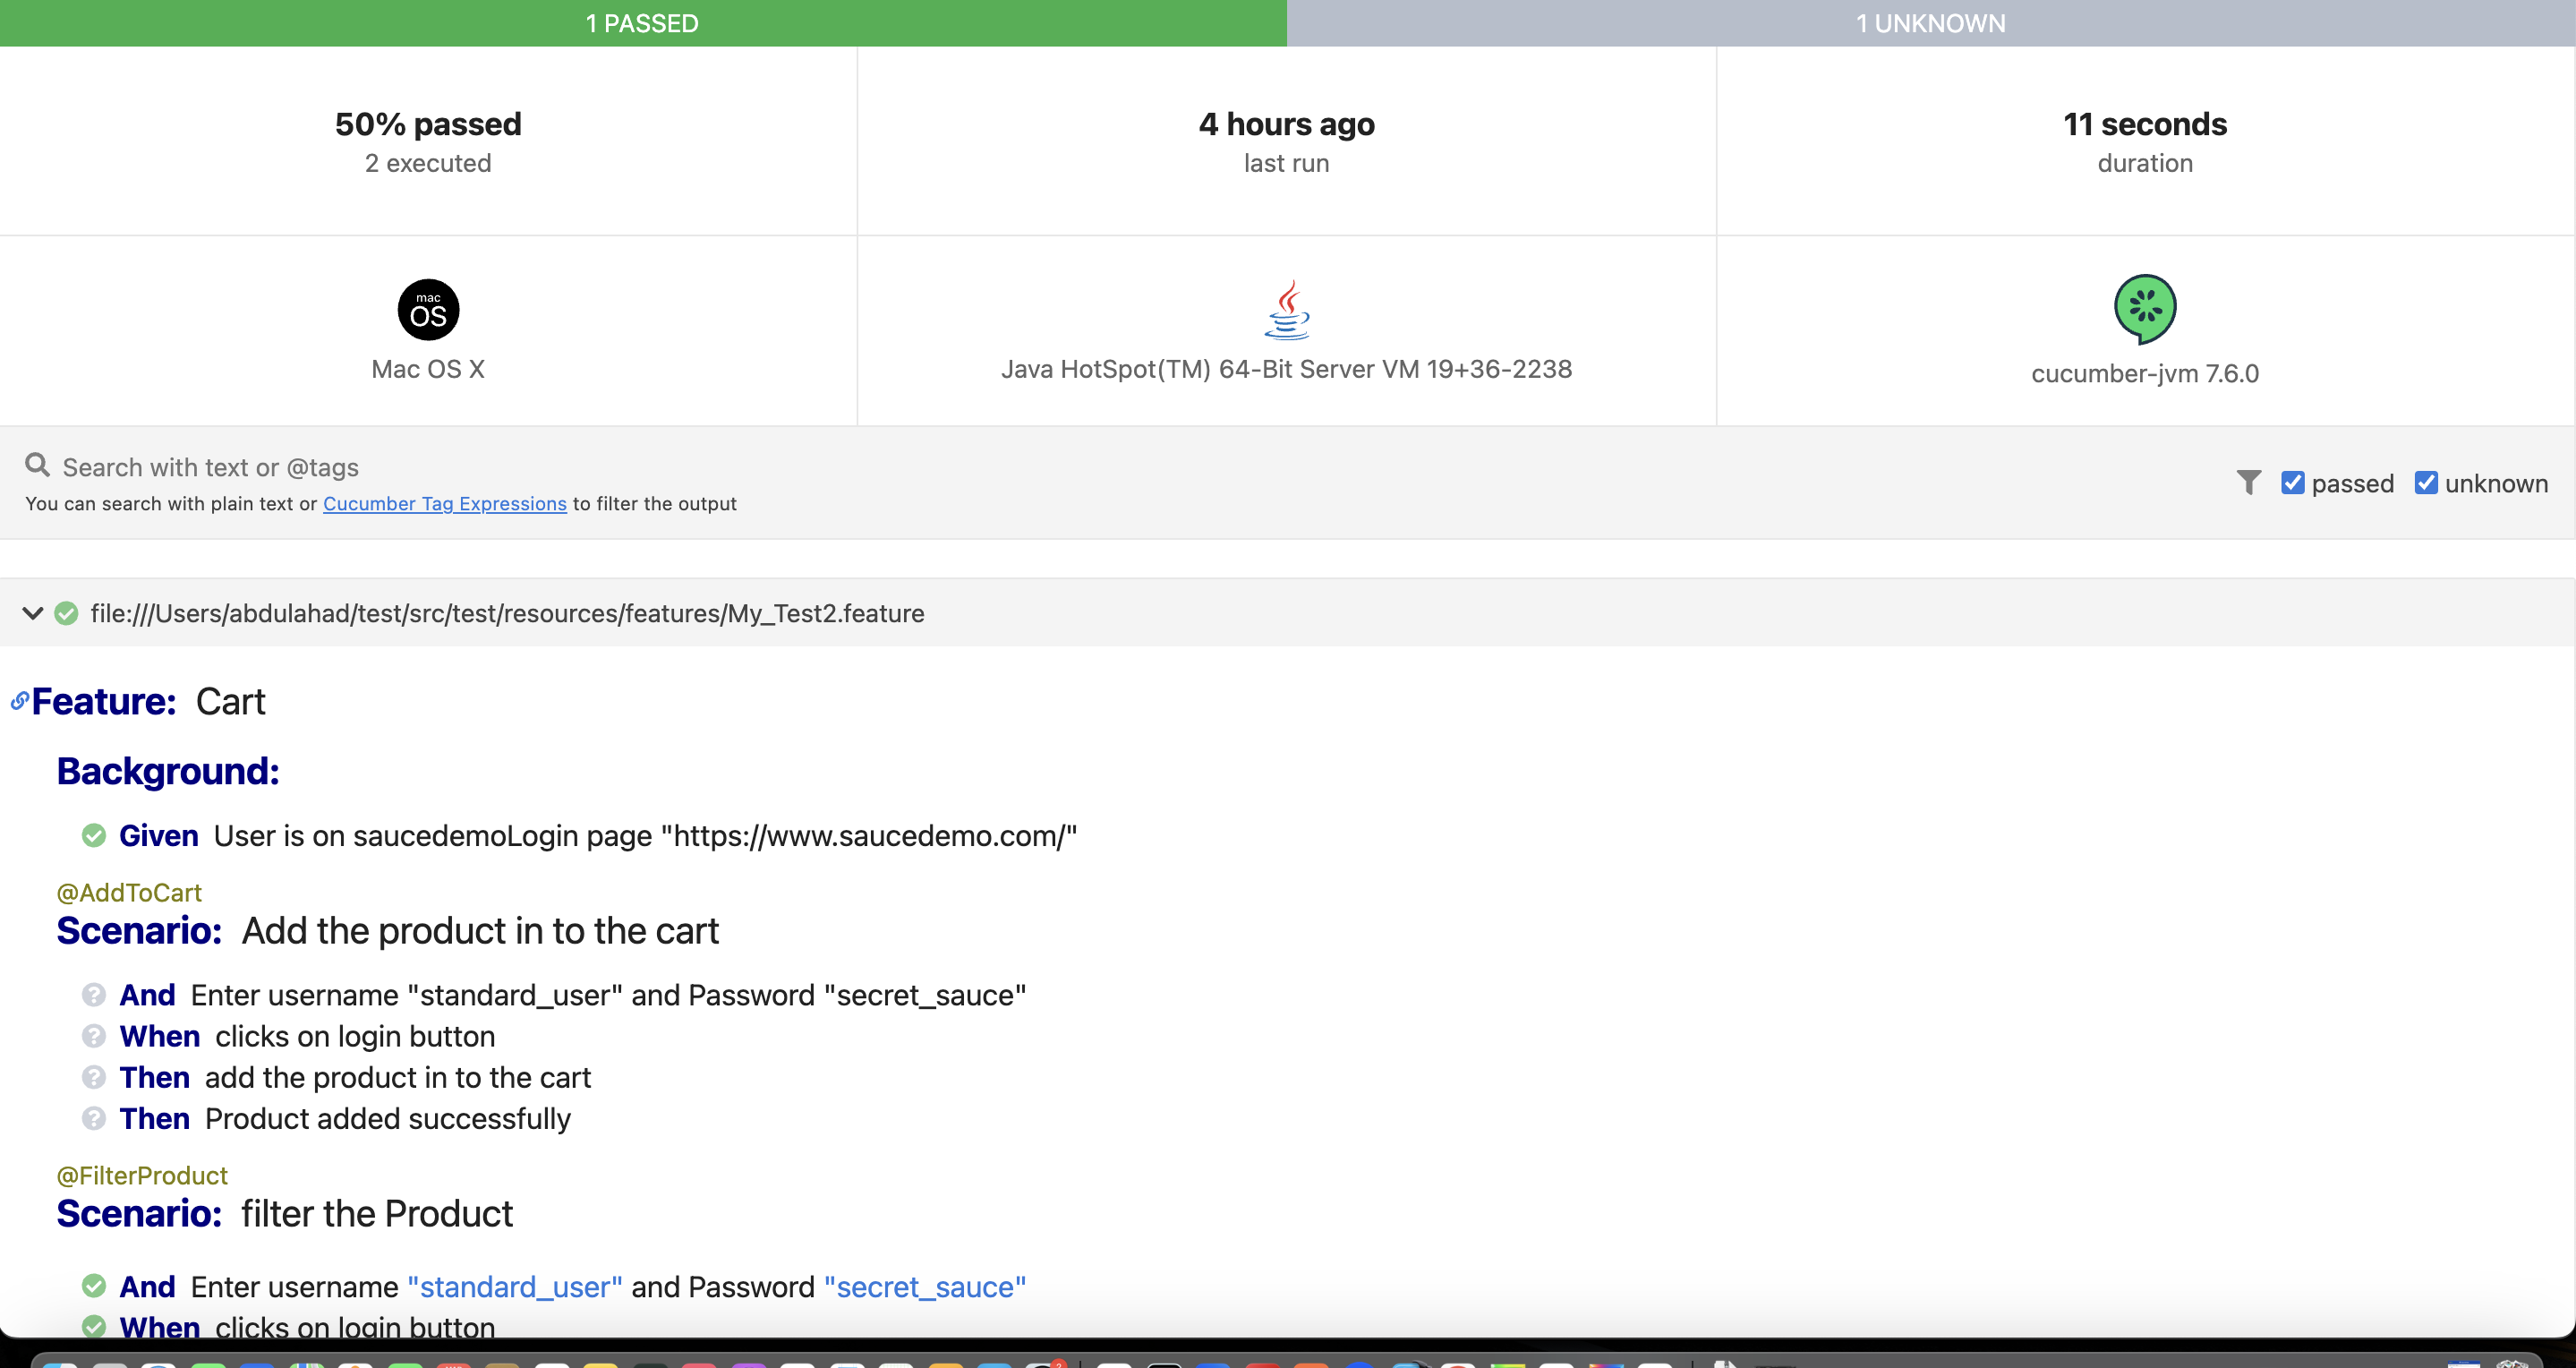 1 PASSED
1 UNKNOWN
50% passed
2 executed
4 hours ago
last run
11 seconds
duration
mac
OS
Mac OS X
Java HotSpot(TM) 64-Bit Server VM 19+36-2238
cucumber-jvm 7.6.0
Search with text or @tags
You can search with plain text or Cucumber Tag Expressions to filter the output
passed
unknown
file:///Users/abdulahad/test/src/test/resources/features/My_Test2.feature
Feature: Cart
Background:
Given User is on saucedemoLogin page "https://www.saucedemo.com/"
@AddToCart
Scenario: Add the product in to the cart
? And Enter username "standard_user" and Password "secret_sauce"
? When clicks on login button
? Then add the product in to the cart
? Then Product added successfully
@FilterProduct
Scenario: filter the Product
And Enter username "standard_user" and Password "secret_sauce"
When clicks on login button